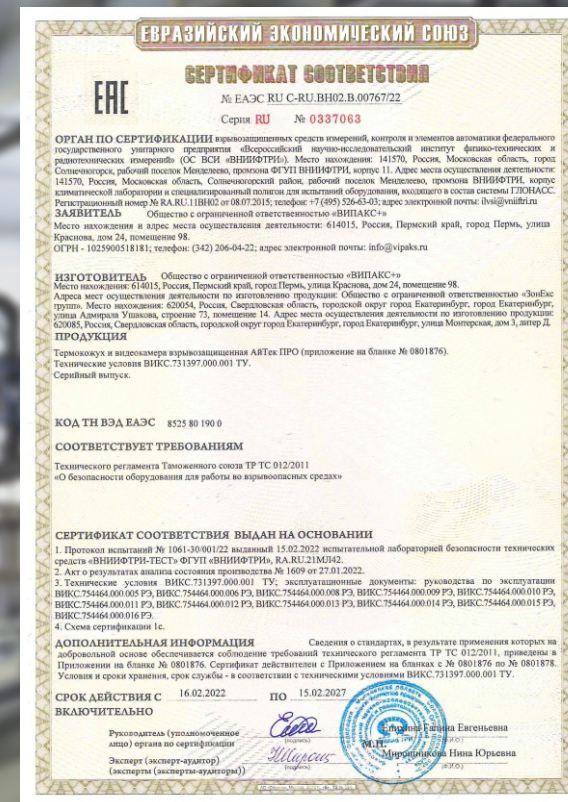 ЕВРАЗИЙСКИЙ ЭКОНОМИЧЕСКИЙ СОЮЗ
ЕАС
СЕРТИФИКАТ СООТВЕТСТВИЯ
№ ЕАЭС RU C-RU.ВН02.В.00767/22
Серия RU № 0337063
ОРГАН ПО СЕРТИФИКАЦИИ взрывозащищенных средств измерений, контроля и элементов автоматики федерального
государственного унитарного предприятия «Всероссийский научно-исследовательский институт физико-технических и
радиотехнических измерений» (ОС ВСИ «ВНИИФТРИ»). Место нахождения: 141570, Россия, Московская область, город
Солнечногорск, рабочий поселок Менделеево, промзона ФГУП ВНИИФТРИ, корпус 11. Адрес места осуществления деятельности:
141570, Россия, Московская область, Солнечногорский район, рабочий поселок Менделеево, промзона ВНИИФТРИ, корпус
климатической лаборатории и специализированный полигон для испытаний оборудования, входящего в состав системы ГЛОНАСС.
Регистрационный номер № RA.RU.11ВН02 от 08.07.2015; телефон: +7 (495) 526-63-03; адрес электронной почты: ilvsi@vniiftri.ru
ЗАЯВИТЕЛЬ Общество с ограниченной ответственностью «ВИПАКС+»
Место нахождения и адрес места осуществления деятельности: 614015, Россия, Пермский край, город Пермь, улица
Краснова, дом 24, помещение 98.
ОГРН - 1025900518181; телефон: (342) 206-04-22; адрес электронной почты: info@vipaks.ru
ИЗГОТОВИТЕЛЬ Общество с ограниченной ответственностью «ВИПАКС+»
Место нахождения: 614015, Россия, Пермский край, город Пермь, улица Краснова, дом 24, помещение 98.
Адреса мест осуществления деятельности по изготовлению продукции: Общество с ограниченной ответственностью «ЗонЕкс
групп». Место нахождения: 620054, Россия, Свердловская область, городской округ город Екатеринбург, город Екатеринбург,
улица Адмирала Ушакова, строение 73, помещение 14. Адрес места осуществления деятельности по изготовлению продукции:
620085, Россия, Свердловская область, городской округ город Екатеринбург, город Екатеринбург, улица Монтерская, дом 3, литер Д.
ПРОДУКЦИЯ
Термокожух и видеокамера взрывозащищенная АйТек ПРО (приложение на бланке № 0801876).
Технические условия ВИКС.731397.000.001 ТУ.
Серийный выпуск.
КОД ТН ВЭД ЕАЭС 8525 80 190 0
СООТВЕТСТВУЕТ ТРЕБОВАНИЯМ
Технического регламента Таможенного союза ТР ТС 012/2011
«О безопасности оборудования для работы во взрывоопасных средах»
СЕРТИФИКАТ СООТВЕТСТВИЯ ВЫДАН НА ОСНОВАНИИ
1. Протокол испытаний № 1061-30/001/22 выданный 15.02.2022 испытательной лабораторией безопасности технических
средств «ВНИИФТРИ-ТЕСТ» ФГУП «ВНИИФТРИ», RA.RU.21МЛ42.
2. Акт о результатах анализа состояния производства № 1609 от 27.01.2022.
3. Технические условия ВИКС.731397.000.001 ТУ; эксплуатационные документы: руководства по эксплуатации
ВИКС.754464.000.005 РЭ, ВИКС.754464.000.006 РЭ, ВИКС.754464.000.008 РЭ, ВИКС.754464.000.009 РЭ, ВИКС.754464.000.010 РЭ,
ВИКС.754464.000.011 РЭ, ВИКС.754464.000.012 РЭ, ВИКС.754464.000.013 РЭ, ВИКС.754464.000.014 РЭ, ВИКС.754464.000.015 РЭ,
ВИКС.754464.000.016 РЭ.
4. Схема сертификации 1с.
ДОПОЛНИТЕЛЬНАЯ ИНФОРМАЦИЯ Сведения о стандартах, в результате применения которых на
добровольной основе обеспечивается соблюдение требований технического регламента ТР ТС 012/2011, приведены в
Приложении на бланке № 0801876. Сертификат действителен с Приложением на бланках с № 0801876 по № 0801878.
Условия и сроки хранения, срок службы - в соответствии с техническими условиями ВИКС.731397.000.001 ТУ.
СРОК ДЕЙСТВИЯ С 16.02.2022 ПО 15.02.2027
ВКЛЮЧИТЕЛЬНО
Руководитель (уполномоченное
лицо) органа по сертификации
(подпись)
Епихина Галина Евгеньевна
М.П.
(Ф.И.О.)
Эксперт (эксперт-аудитор)
(эксперты (эксперты-аудиторы))
(подпись)
Мирошникова Нина Юрьевна
(Ф.И.О.)